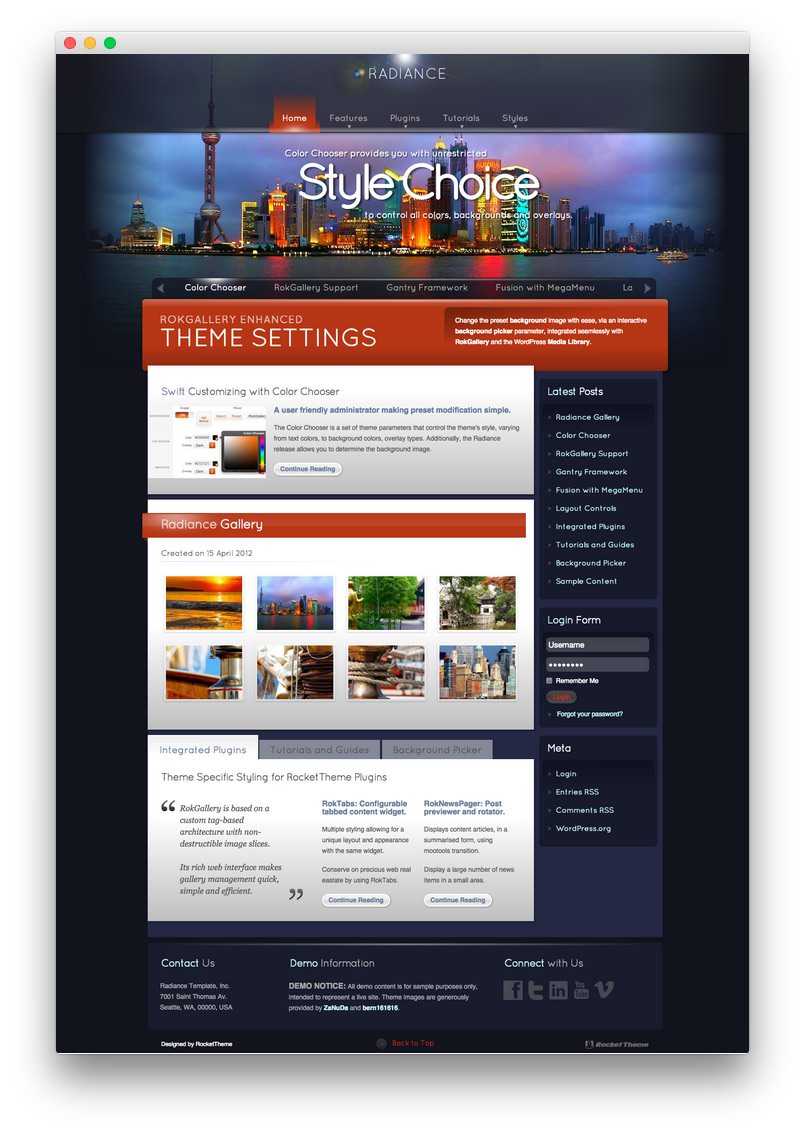 RADIANCE
Home Features Plugins Tutorials Styles
Color Chooser provides you with unrestricted
Style Choice
to control all colors, backgrounds and overlays.
Color Chooser RokGallery Support Gantry Framework Fusion with MegaMenu La
ROKGALLERY ENHANCED
THEME SETTINGS
Change the preset background image with ease, via an interactive
background picker parameter, integrated seamlessly with
RokGallery and the WordPress Media Library.
Swift Customizing with Color Chooser
A user friendly administrator making preset modification simple.
The Color Chooser is a set of theme parameters that control the theme's style, varying
from text colors, to background colors, overlay types. Additionally, the Radiance
release allows you to determine the background image.
Continue Reading
Radiance Gallery
Created on 15 April 2012
Integrated Plugins Tutorials and Guides Background Picker
Theme Specific Styling for RocketTheme Plugins
“ RokGallery is based on a
custom tag-based
architecture with non-
destructible image slices.
Its rich web interface makes
gallery management quick,
simple and efficient. ”
RokTabs: Configurable
tabbed content widget.
Multiple styling allowing for a
unique layout and appearance
with the same widget.
Conserve on precious web real
eastate by using RokTabs.
Continue Reading
RokNewsPager: Post
previewer and rotator.
Displays content articles, in a
summarised form, using
mootools transition.
Display a large number of news
items in a small area.
Continue Reading
Latest Posts
Radiance Gallery
Color Chooser
RokGallery Support
Gantry Framework
Fusion with MegaMenu
Layout Controls
Integrated Plugins
Tutorials and Guides
Background Picker
Sample Content
Login Form
Username
Remember Me
Login
Forgot your password?
Meta
Login
Entries RSS
Comments RSS
WordPress.org
Contact Us
Radiance Template, Inc.
7001 Saint Thomas Av.
Seattle, WA, 00000, USA
Demo Information
DEMO NOTICE: All demo content is for sample purposes only,
intended to represent a live site. Theme images are generously
provided by ZaNuDa and bern161616.
Connect with Us
You Tube
Designed by RocketTheme
Back to Top
RocketTheme